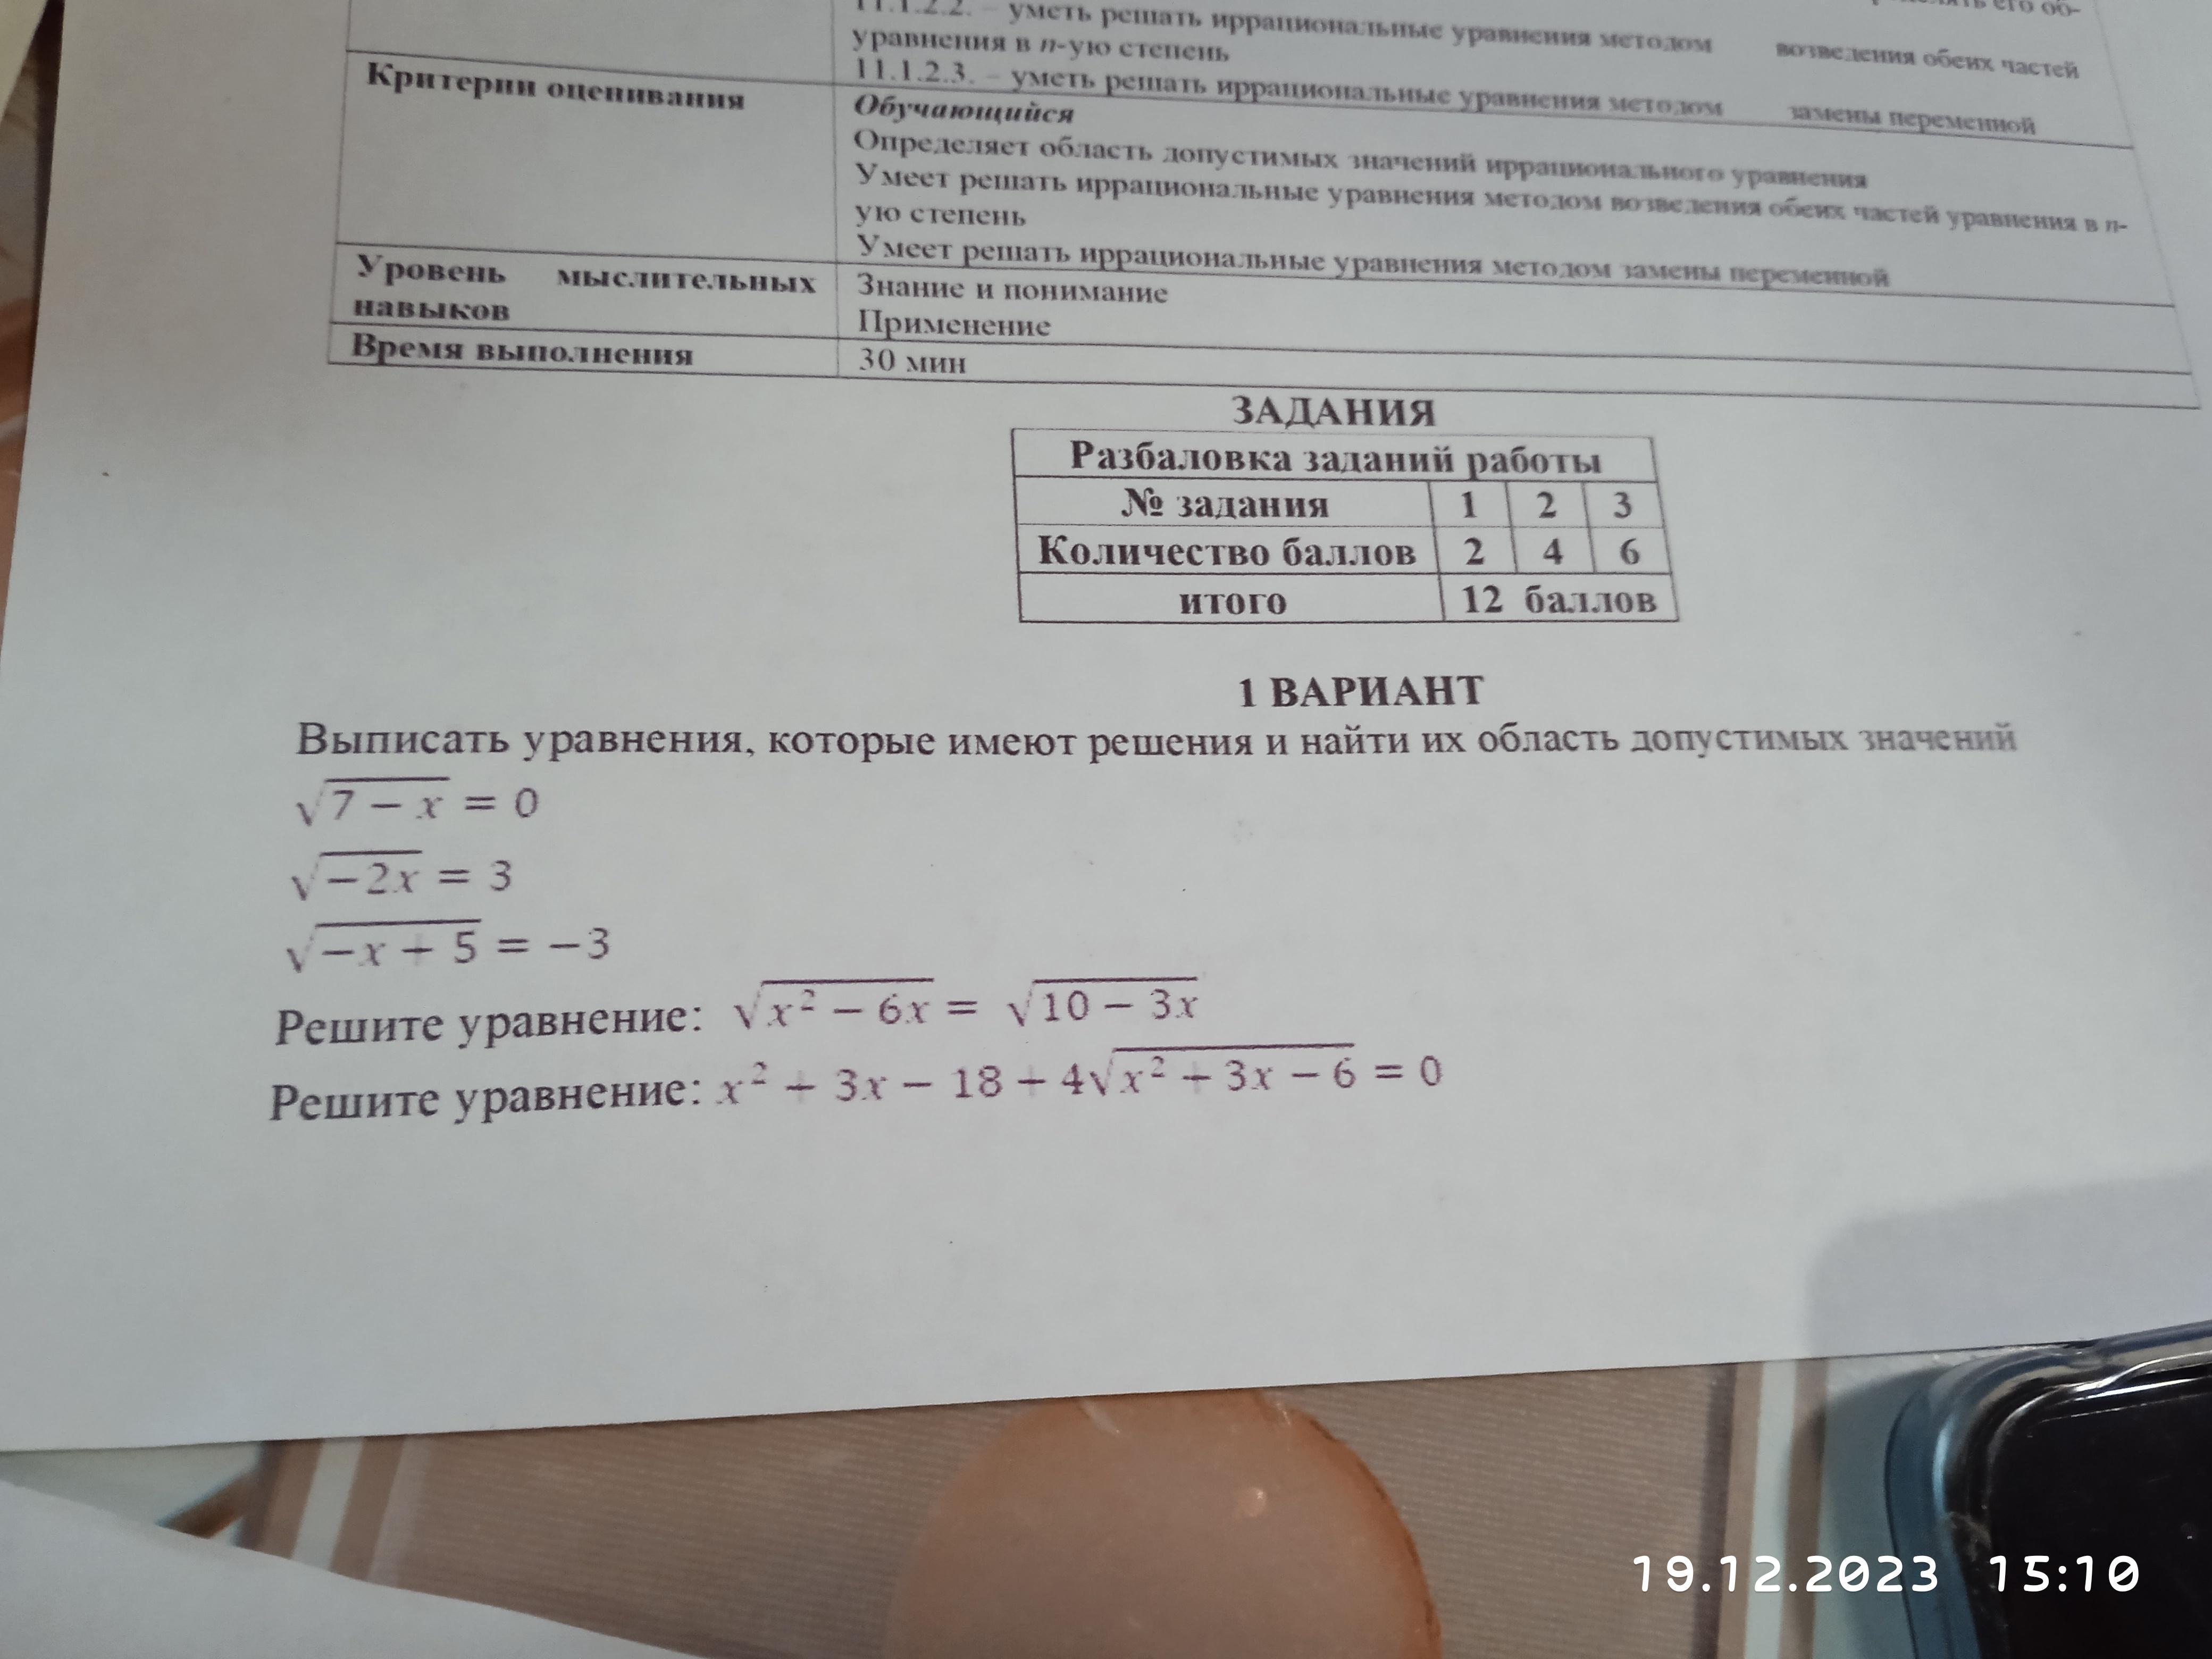 11.1.2.2. – уметь решать иррациональные уравнения методом возведения обеих частей
уравнения в n-ую степень
11.1.2.3. – уметь решать иррациональные уравнения методом замены переменной
Критерии оценивания
Обучающийся
Определяет область допустимых значений иррационального уравнения
Умеет решать иррациональные уравнения методом возведения обеих частей уравнения в n-
ую степень
Умеет решать иррациональные уравнения методом замены переменной
Уровень мыслительных
навыков
Знание и понимание
Применение
Время выполнения
30 мин
ЗАДАНИЯ
Разбаловка заданий работы
№ задания 1 2 3
Количество баллов 2 4 6
итого 12 баллов
1 ВАРИАНТ
Выписать уравнения, которые имеют решения и найти их область допустимых значений
√(7 − x) = 0
√(−2x) = 3
√(−x + 5) = −3
Решите уравнение: √(x² − 6x) = √(10 − 3x)
Решите уравнение: x² + 3x − 18 + 4√(x² + 3x − 6) = 0
19.12.2023 15:10